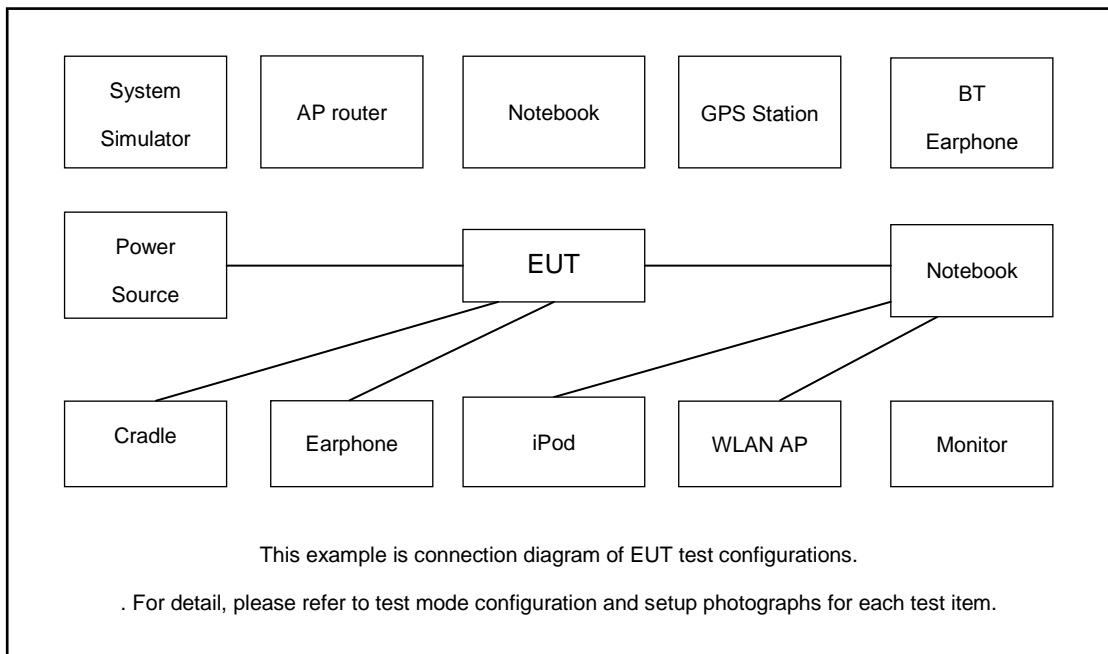 System
Simulator
AP router
Notebook
GPS Station
BT
Earphone
Power
Source
EUT
Notebook
Cradle
Earphone
iPod
WLAN AP
Monitor
This example is connection diagram of EUT test configurations.
. For detail, please refer to test mode configuration and setup photographs for each test item.